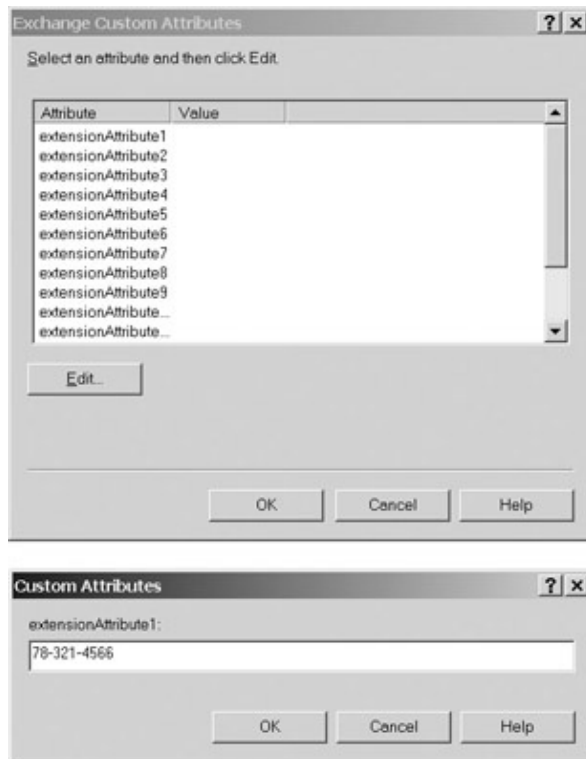 Exchange Custom Attributes
Select an attribute and then click Edit.
Attribute Value
extensionAttribute1
extensionAttribute2
extensionAttribute3
extensionAttribute4
extensionAttribute5
extensionAttribute6
extensionAttribute7
extensionAttribute8
extensionAttribute9
extensionAttribute...
extensionAttribute...
Edit...
OK Cancel Help
Custom Attributes
extensionAttribute1:
78-321-4566
OK Cancel Help